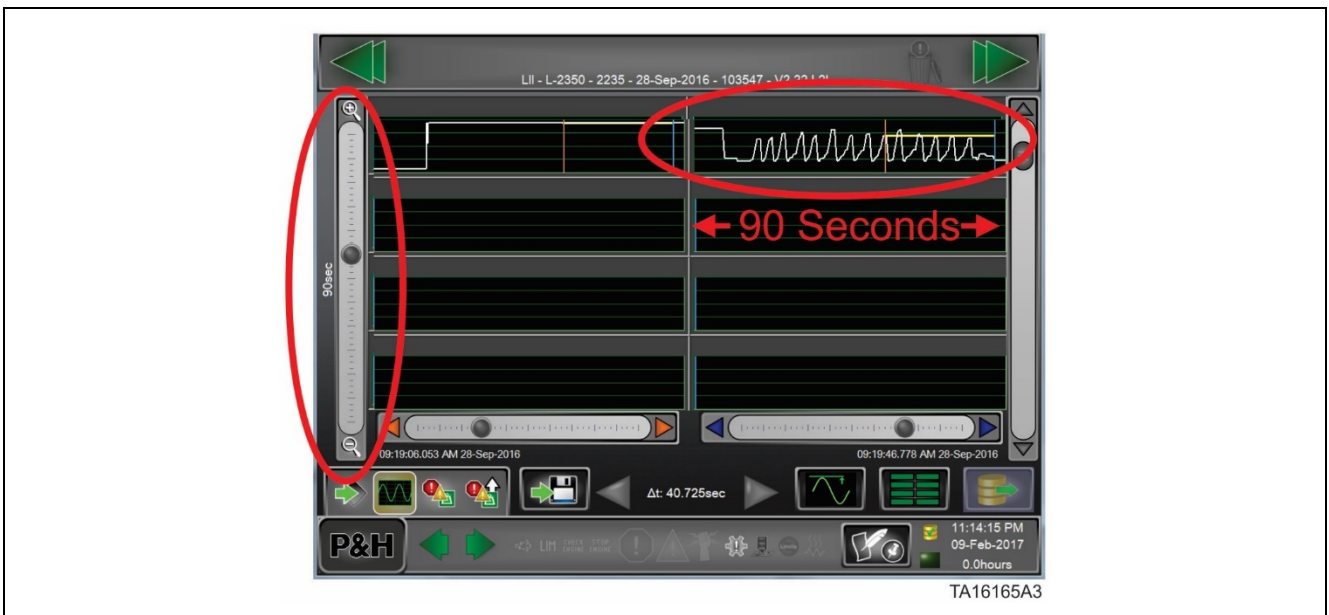 LII - L-2350 - 2235 - 28-Sep-2016 - 103547 - V2.22 L2L
90 Seconds
90sec
09:19:06.053 AM 28-Sep-2016
09:19:46.778 AM 28-Sep-2016
Δt: 40.725sec
P&H
LIM
11:14:15 PM
09-Feb-2017
0.0hours
TA16165A3